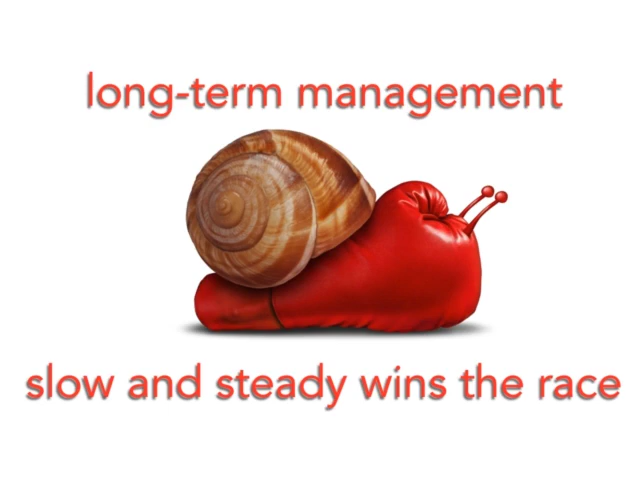 long-term management
slow and steady wins the race